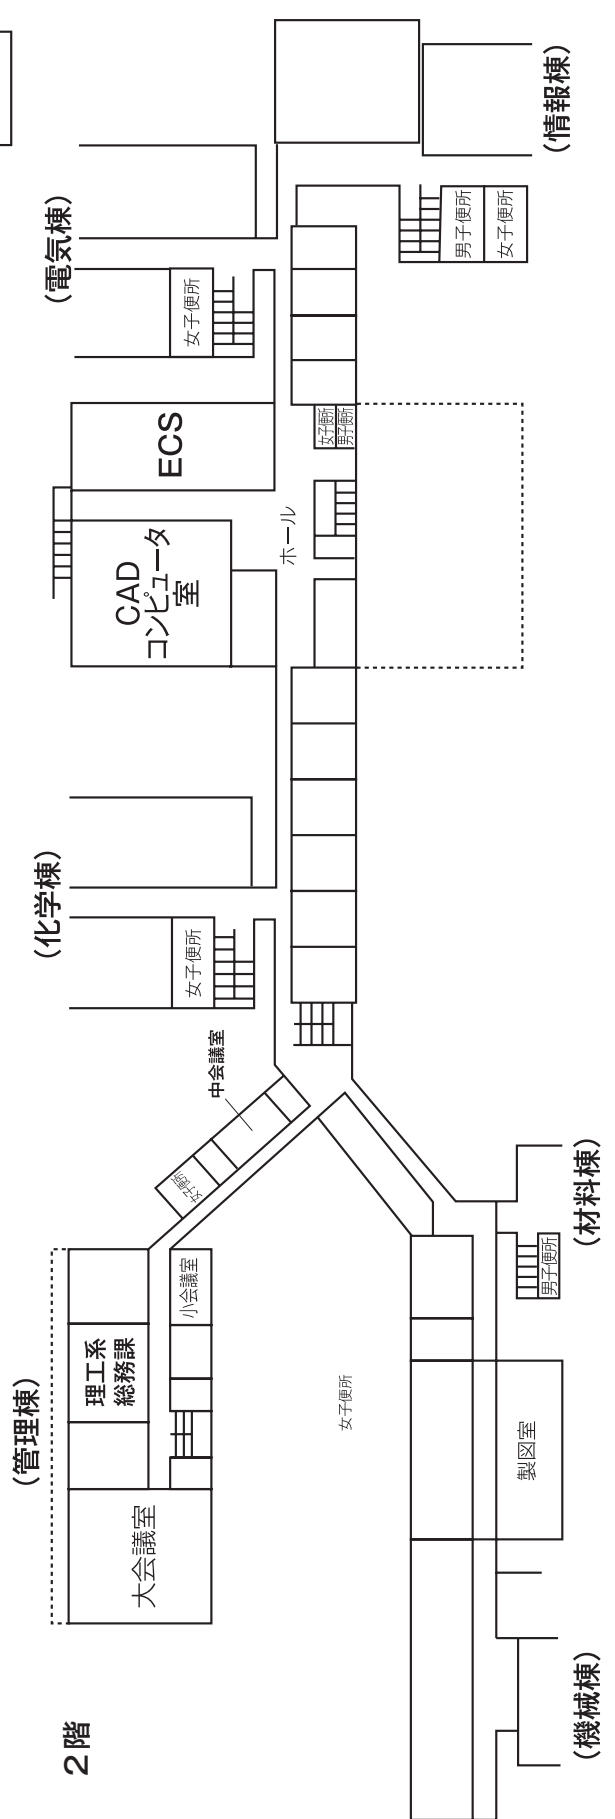 2階
（管理棟）
大会議室
理工系
総務課
小会議室
女子便所
中会議室
女子便所
（化学棟）
女子便所
CAD
コンピュータ
室
ECS
ホール
女子便所
男子便所
女子便所
（電気棟）
男子便所
女子便所
（情報棟）
（機械棟）
製図室
男子便所
（材料棟）